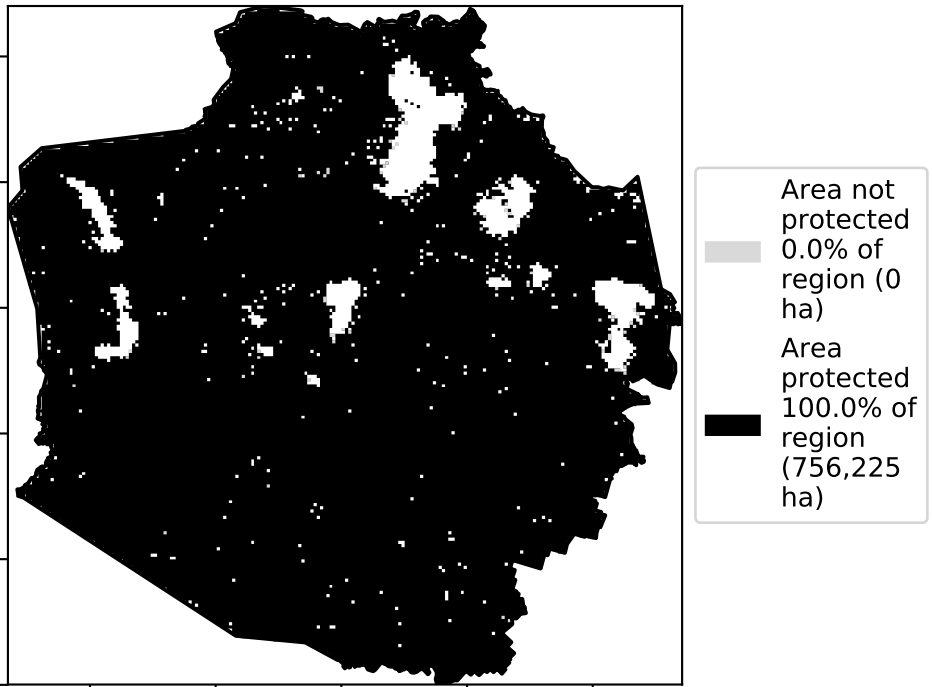 Area not
protected
0.0% of
region (0
ha)
Area
protected
100.0% of
region
(756,225
ha)